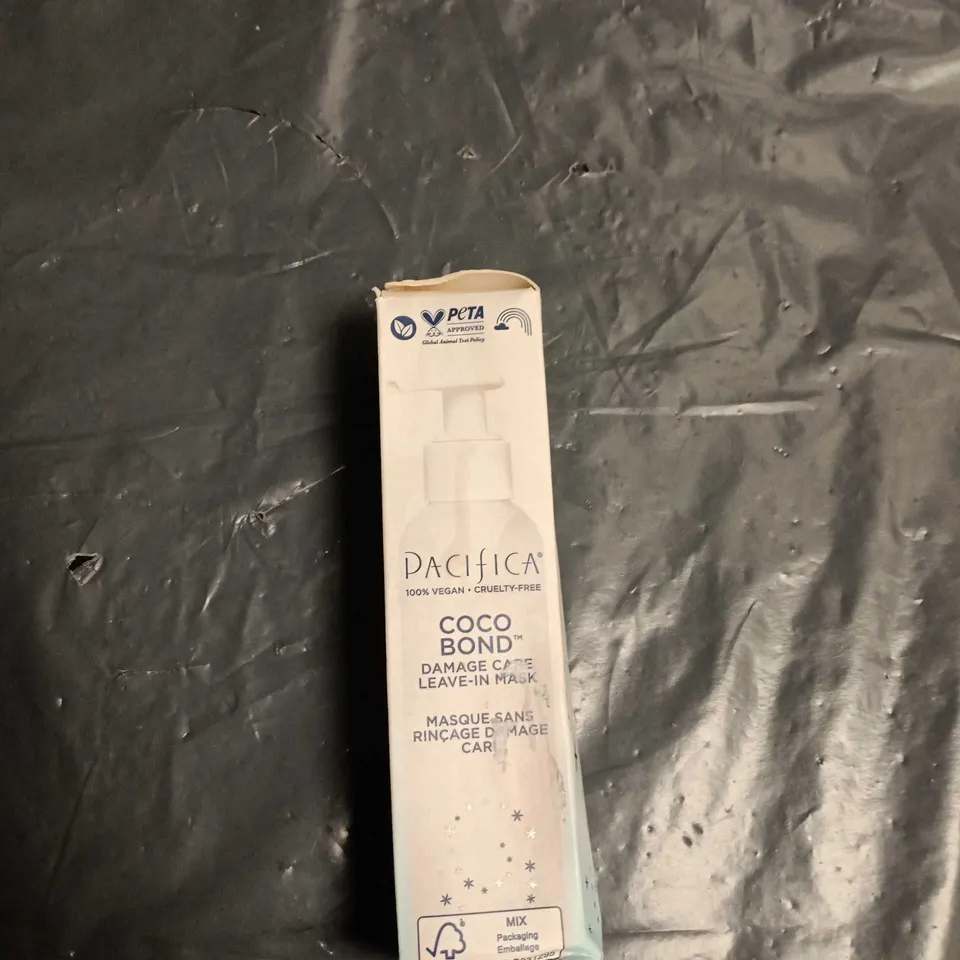 PETA
APPROVED
Global Animal Test Policy
PACIFICA®
100% VEGAN • CRUELTY-FREE
COCO
BOND™
DAMAGE CARE
LEAVE-IN MASK
MASQUE SANS
RINÇAGE DAMAGE
CARE
MIX
Packaging
Emballage